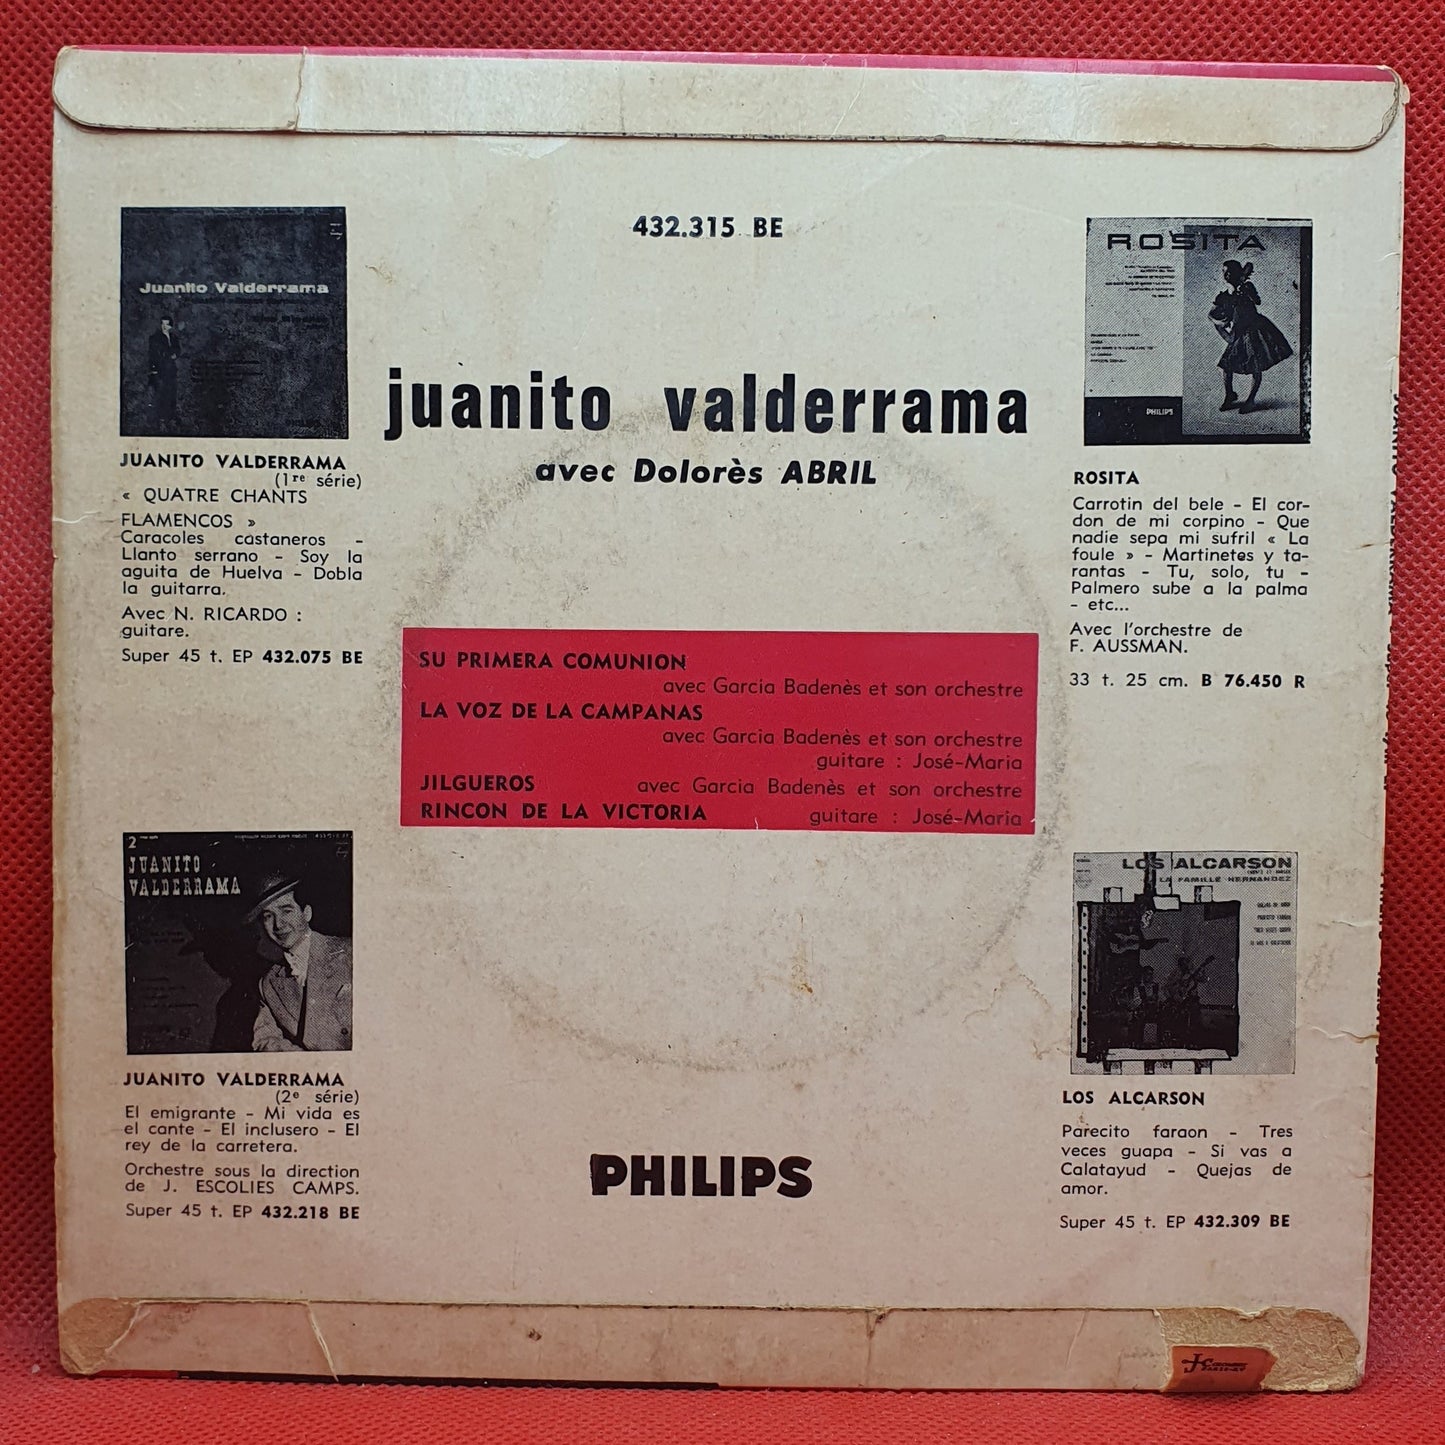 432.315 BE
juanito valderrama
avec Dolorès ABRIL
Juanito Valderrama
JUANITO VALDERRAMA
(1re série)
« QUATRE CHANTS
FLAMENCOS »
Caracoles castaneros -
Llanto serrano - Soy la
aguita de Huelva - Dobla
la guitarra.
Avec N. RICARDO :
guitare.
Super 45 t. EP 432.075 BE
ROSITA
PHILIPS
ROSITA
Carrotin del bele - El cor-
don de mi corpino - Que
nadie sepa mi sufril « La
foule » - Martinetes y ta-
rantas - Tu, solo, tu -
Palmero sube a la palma
- etc...
Avec l'orchestre de
F. AUSSMAN.
33 t. 25 cm. B 76.450 R
SU PRIMERA COMUNION
avec Garcia Badenès et son orchestre
LA VOZ DE LA CAMPANAS
avec Garcia Badenès et son orchestre
guitare : José-Maria
JILGUEROS avec Garcia Badenès et son orchestre
RINCON DE LA VICTORIA guitare : José-Maria
2
JUANITO
VALDERRAMA
JUANITO VALDERRAMA
(2e série)
El emigrante - Mi vida es
el cante - El inclusero - El
rey de la carretera.
Orchestre sous la direction
de J. ESCOLIES CAMPS.
Super 45 t. EP 432.218 BE
LOS ALCARSON
LA FAMILLE HERNANDEZ
LOS ALCARSON
Parecito faraon - Tres
veces guapa - Si vas a
Calatayud - Quejas de
amor.
Super 45 t. EP 432.309 BE
PHILIPS